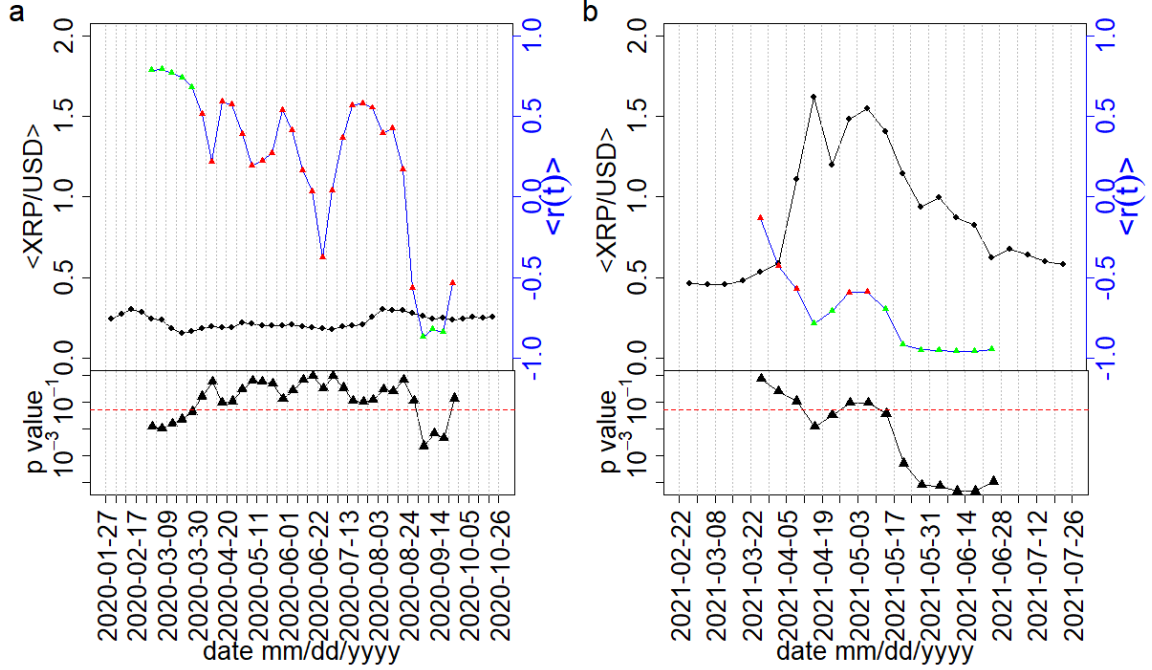 a
b
<XRP/USD>
0.0 0.5 1.0 1.5 2.0
<r(t)>
-1.0 -0.5 0.0 0.5 1.0
p value
10−3 10−1
2020-01-27
2020-02-17
2020-03-09
2020-03-30
2020-04-20
2020-05-11
2020-06-01
2020-06-22
2020-07-13
2020-08-03
2020-08-24
2020-09-14
2020-10-05
2020-10-26
date mm/dd/yyyy
<XRP/USD>
0.0 0.5 1.0 1.5 2.0
<r(t)>
-1.0 -0.5 0.0 0.5 1.0
p value
10−3 10−1
2021-02-22
2021-03-08
2021-03-22
2021-04-05
2021-04-19
2021-05-03
2021-05-17
2021-05-31
2021-06-14
2021-06-28
2021-07-12
2021-07-26
date mm/dd/yyyy